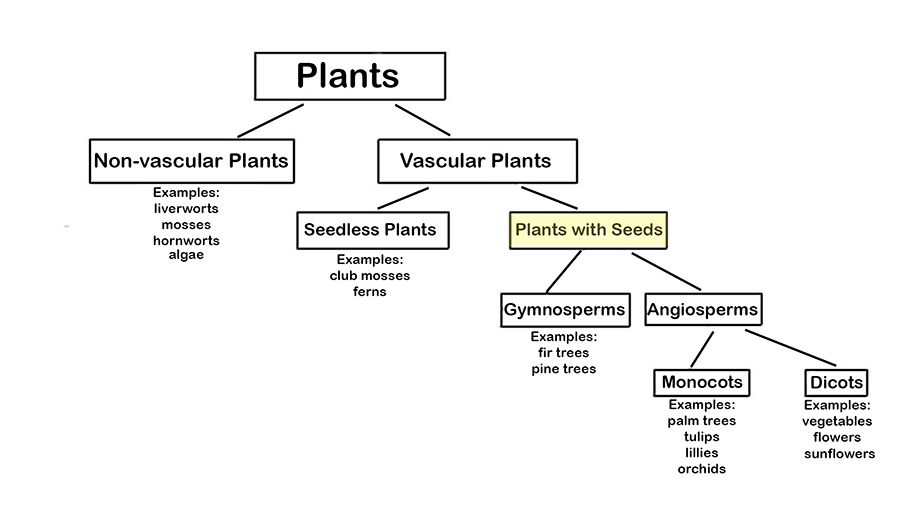 Plants
Non-vascular Plants
Examples:
liverworts
mosses
hornworts
algae
Vascular Plants
Seedless Plants
Examples:
club mosses
ferns
Plants with Seeds
Gymnosperms
Examples:
fir trees
pine trees
Angiosperms
Monocots
Examples:
palm trees
tulips
lillies
orchids
Dicots
Examples:
vegetables
flowers
sunflowers